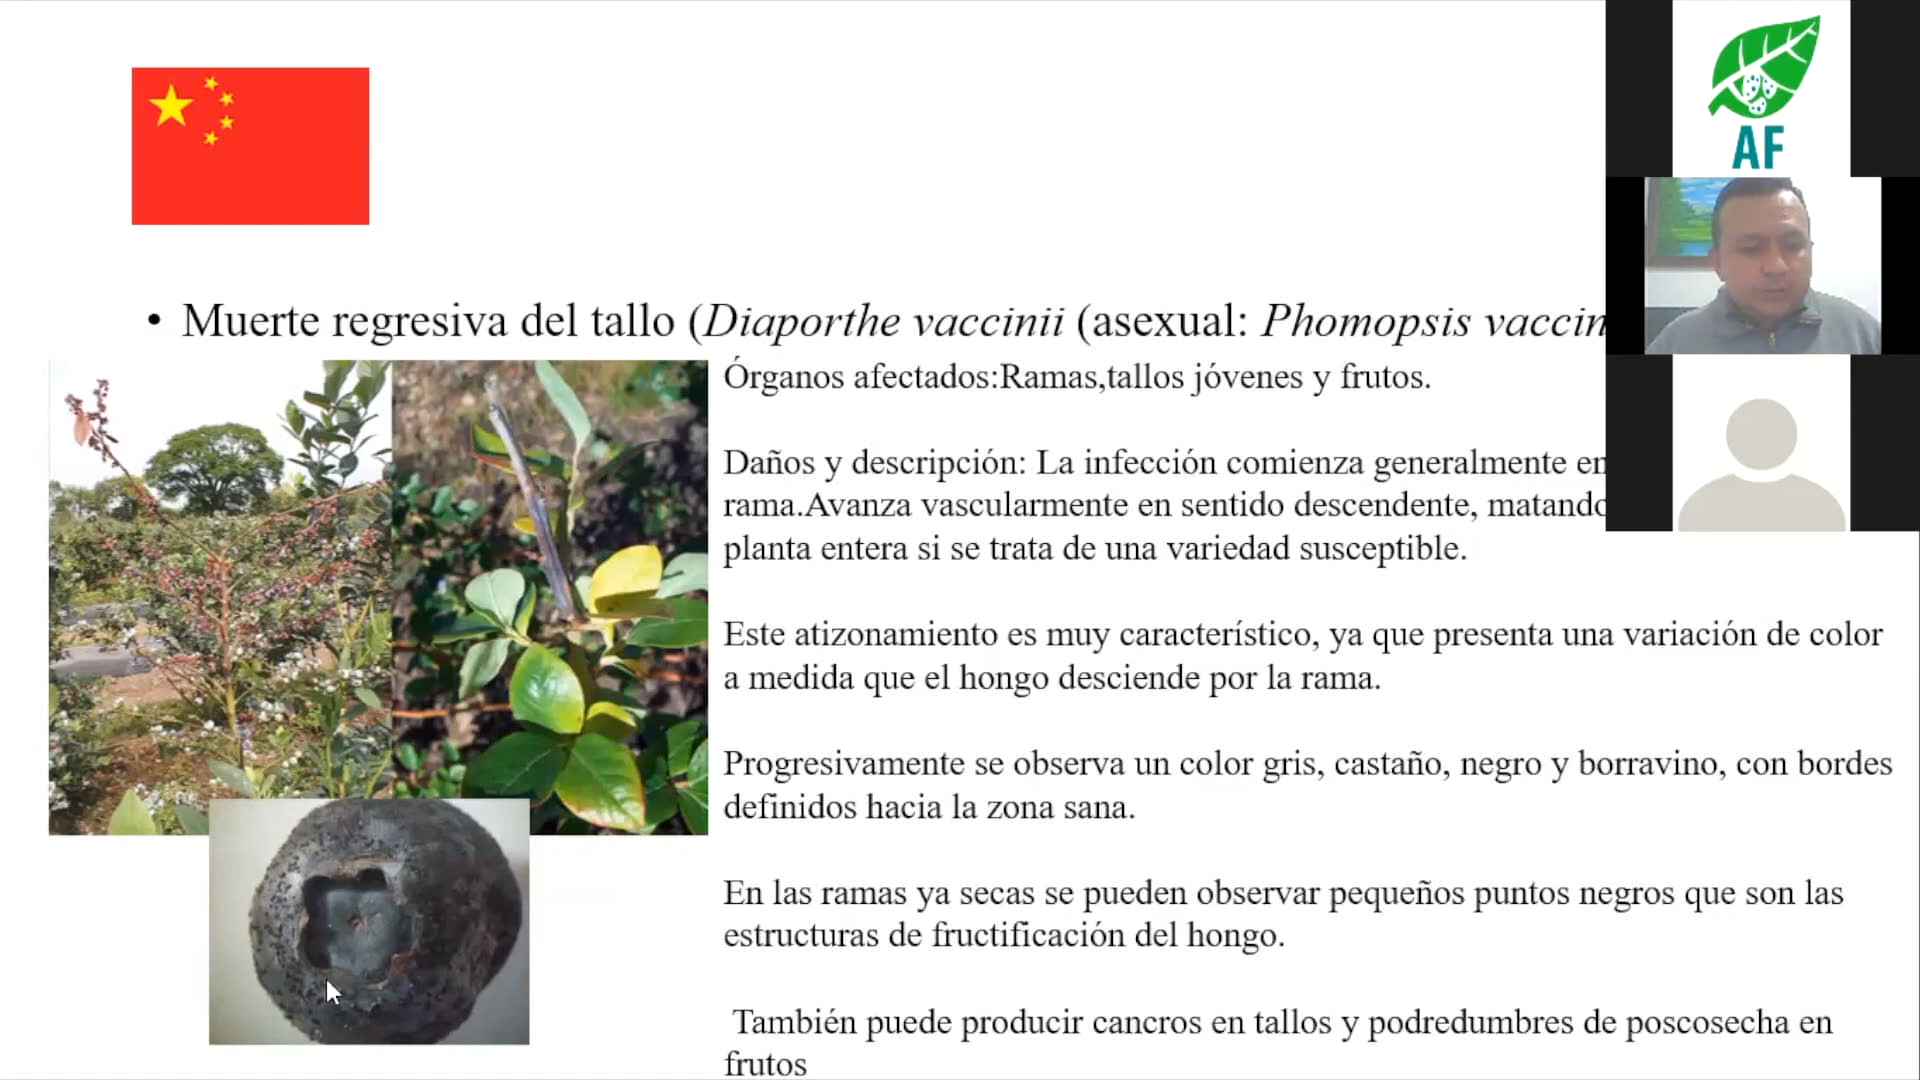 AF
• Muerte regresiva del tallo (Diaporthe vaccinii (asexual: Phomopsis
Órganos afectados:Ramas,tallos jóvenes y frutos.
Daños y descripción: La infección comienza generalmente en
rama.Avanza vascularmente en sentido descendente, matando
planta entera si se trata de una variedad susceptible.
Este atizonamiento es muy característico, ya que presenta una variación de color
a medida que el hongo desciende por la rama.
Progresivamente se observa un color gris, castaño, negro y borravino, con bordes
definidos hacia la zona sana.
En las ramas ya secas se pueden observar pequeños puntos negros que son las
estructuras de fructificación del hongo.
También puede producir cancros en tallos y podredumbres de poscosecha en
frutos